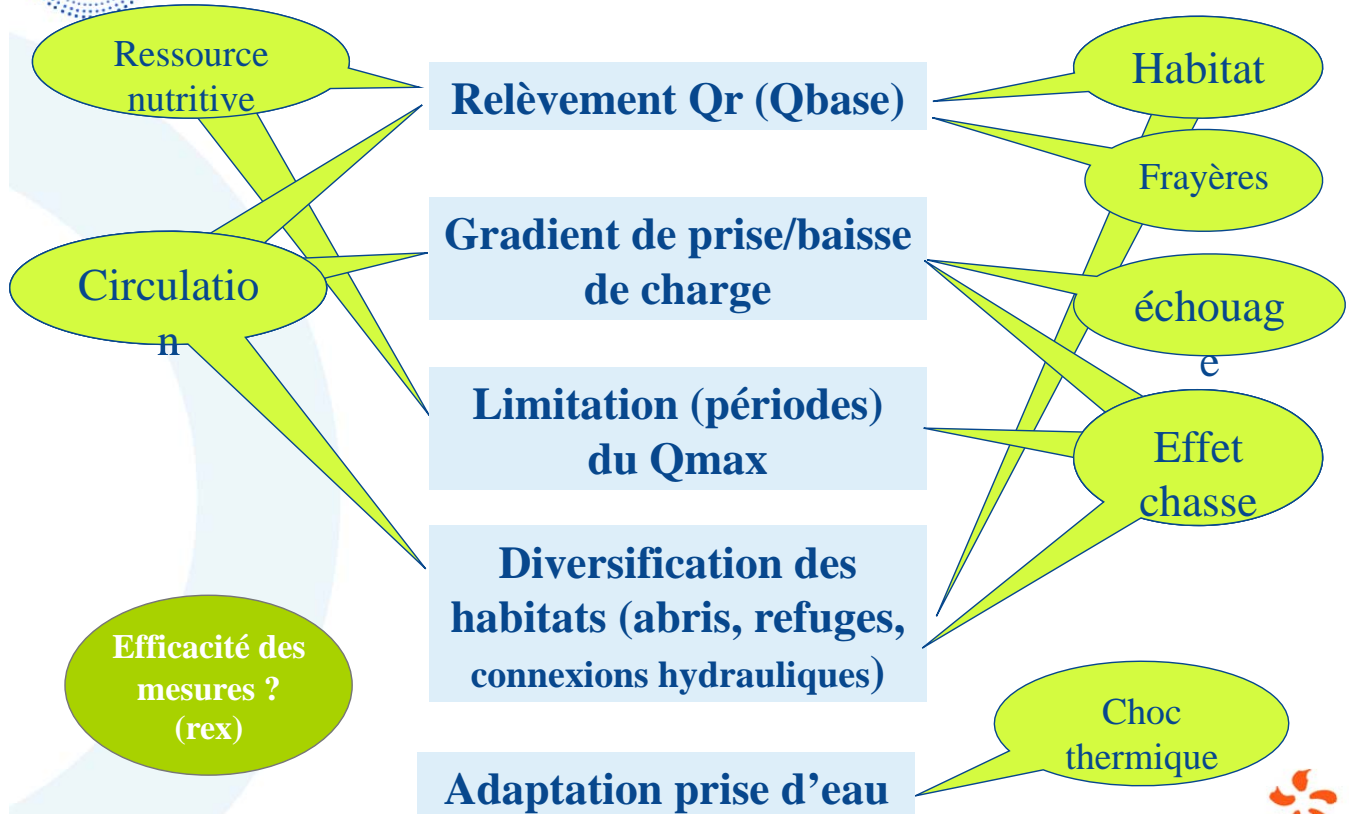 Ressource
nutritive
Relèvement Qr (Qbase)
Habitat
Frayères
Circulatio
n
Gradient de prise/baisse
de charge
échouag
e
Limitation (périodes)
du Qmax
Effet
chasse
Diversification des
habitats (abris, refuges,
connexions hydrauliques)
Efficacité des
mesures ?
(rex)
Choc
thermique
Adaptation prise d’eau